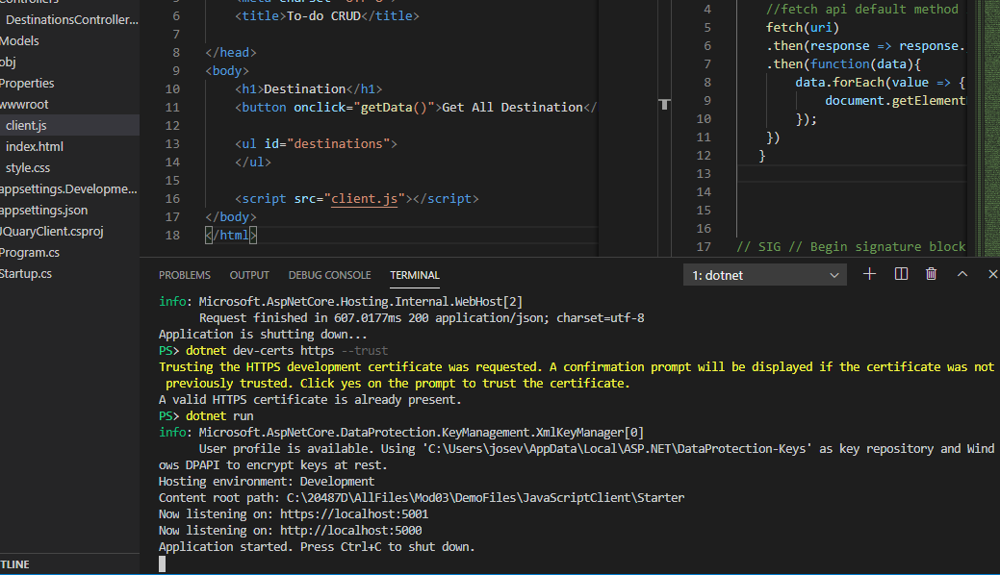 DestinationsController...
Models
obj
Properties
wwwroot
client.js
index.html
style.css
appsettings.Developme...
appsettings.json
Program.cs
Startup.cs
TLINE
6 <title>To-do CRUD</title>
7
8 </head>
9 <body>
10 <h1>Destination</h1>
11 <button onclick="getData()">Get All Destination</
12
13 <ul id="destinations">
14 </ul>
15
16 <script src="client.js"></script>
17 </body>
18 </html>
4 //fetch api default method
5 fetch(uri)
6 .then(response => response.
7 .then(function(data){
8 data.forEach(value => {
9 document.getElement
10 });
11 })
12 }
13
14
15
16
17 // SIG // Begin signature block
PROBLEMS OUTPUT DEBUG CONSOLE TERMINAL 1: dotnet
info: Microsoft.AspNetCore.Hosting.Internal.WebHost[2]
Request finished in 607.0177ms 200 application/json; charset=utf-8
Application is shutting down...
PS> dotnet dev-certs https --trust
Trusting the HTTPS development certificate was requested. A confirmation prompt will be displayed if the certificate was not
previously trusted. Click yes on the prompt to trust the certificate.
A valid HTTPS certificate is already present.
PS> dotnet run
info: Microsoft.AspNetCore.DataProtection.KeyManagement.XmlKeyManager[0]
User profile is available. Using 'C:\Users\josev\AppData\Local\ASP.NET\DataProtection-Keys' as key repository and Wind
ows DPAPI to encrypt keys at rest.
Hosting environment: Development
Content root path: C:\20487D\AllFiles\Mod03\DemoFiles\JavaScriptClient\Starter
Now listening on: https://localhost:5001
Now listening on: http://localhost:5000
Application started. Press Ctrl+C to shut down.